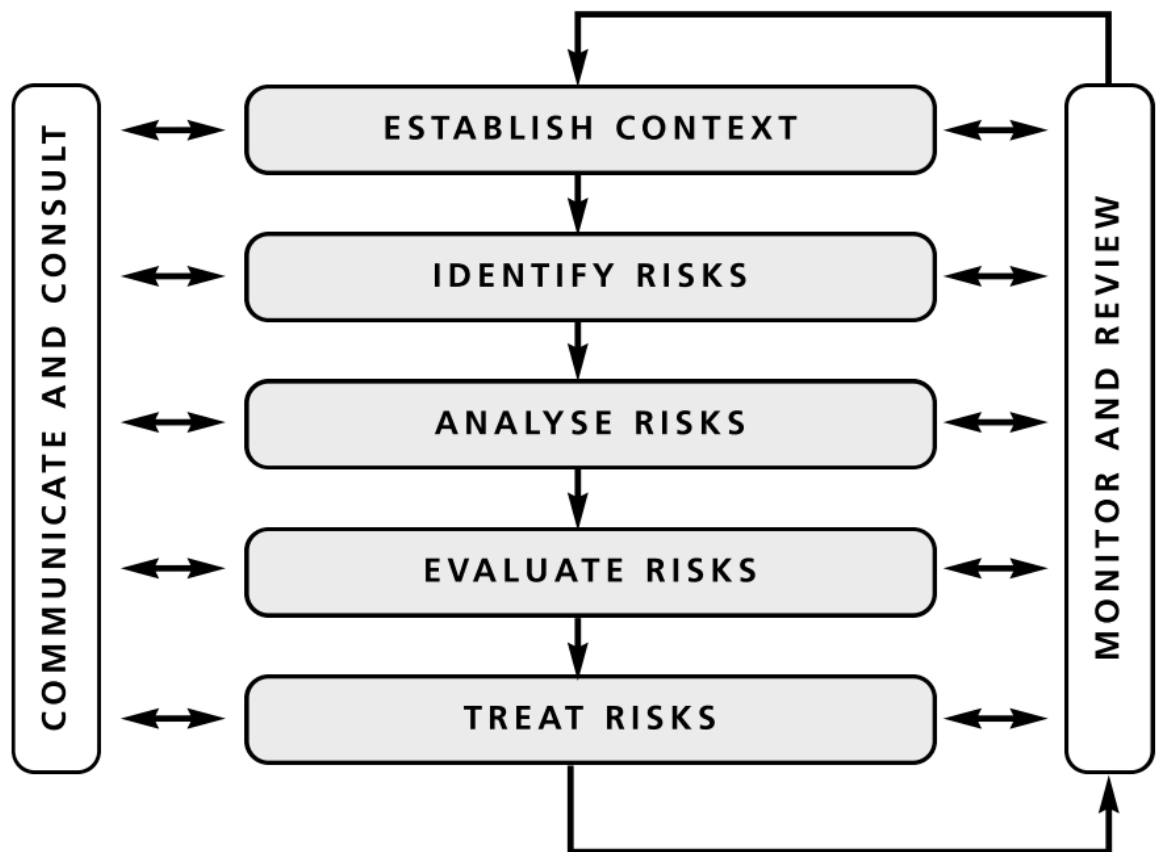 COMMUNICATE AND CONSULT
ESTABLISH CONTEXT
IDENTIFY RISKS
ANALYSE RISKS
EVALUATE RISKS
TREAT RISKS
MONITOR AND REVIEW